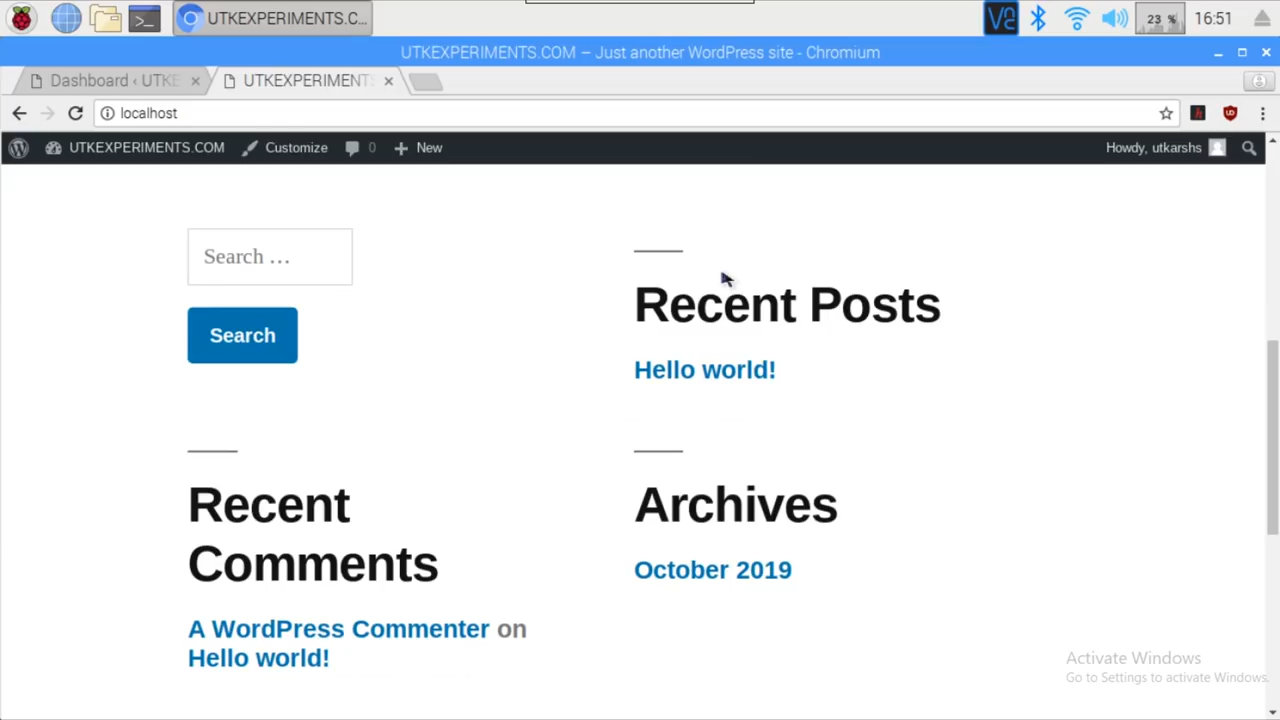 UTKEXPERIMENTS.C...
23 %
16:51
UTKEXPERIMENTS.COM – Just another WordPress site - Chromium
Dashboard ‹ UTKE
UTKEXPERIMENTS
localhost
UTKEXPERIMENTS.COM
Customize
0
New
Howdy, utkarshs
Search …
Search
Recent Posts
Hello world!
Recent
Comments
A WordPress Commenter on
Hello world!
Archives
October 2019
Activate Windows
Go to Settings to activate Windows.